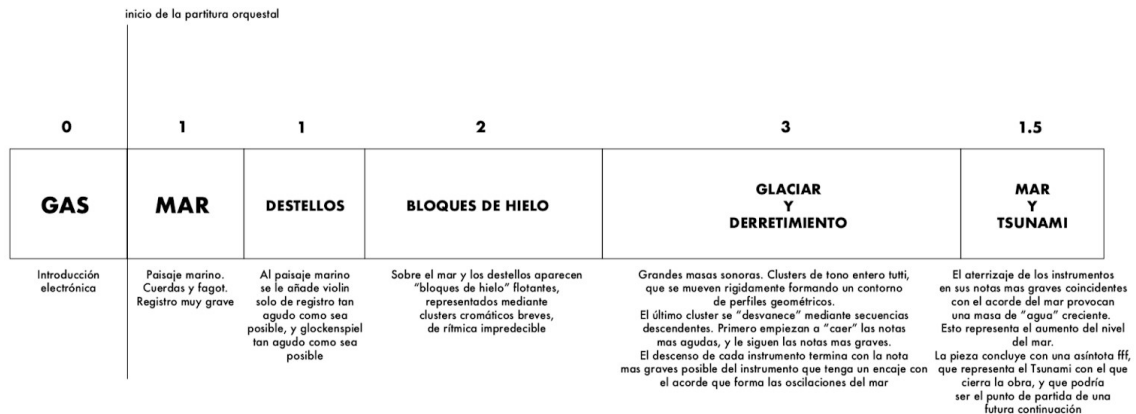 inicio de la partitura orquestal
0
1
1
2
3
1.5
GAS
MAR
DESTELLOS
BLOQUES DE HIELO
GLACIAR
Y
DERRETIMIENTO
MAR
Y
TSUNAMI
Introducción
electrónica
Paisaje marino.
Cuerdas y fagot.
Registro muy grave
Al paisaje marino
se le añade violin
solo de registro tan
agudo como sea
posible, y glockenspiel
tan agudo como sea
posible
Sobre el mar y los destellos aparecen
"bloques de hielo" flotantes,
representados mediante
clusters cromáticos breves,
de rítmica impredecible
Grandes masas sonoras. Clusters de tono entero tutti,
que se mueven rigidamente formando un contorno
de perfiles geométricos.
El último cluster se "desvanece" mediante secuencias
descendentes. Primero empiezan a "caer" las notas
mas agudas, y le siguen las notas mas graves.
El descenso de cada instrumento termina con la nota
mas graves posible del instrumento que tenga un encaje con
el acorde que forma las oscilaciones del mar
El aterrizaje de los instrumentos
en sus notas mas graves coincidentes
con el acorde del mar provocan
una masa de "agua" creciente.
Esto representa el aumento del nivel
del mar.
La pieza concluye con una asíntota fff,
que representa el Tsunami con el que
cierra la obra, y que podría
ser el punto de partida de una
futura continuación